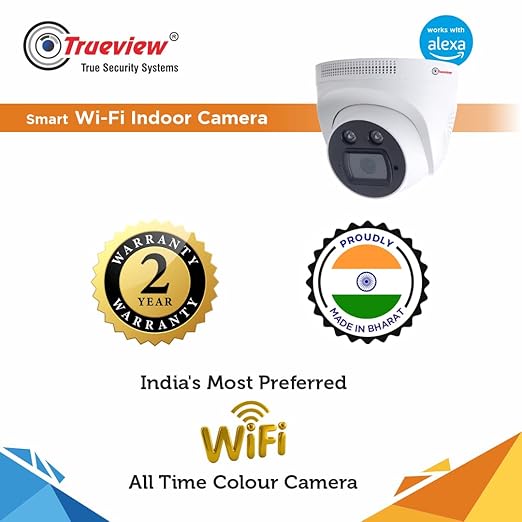 Trueview®
True Security Systems
works with
alexa
Trueview
Smart Wi-Fi Indoor Camera
WARRANTY
2
YEAR
WARRANTY
PROUDLY
MADE IN BHARAT
India's Most Preferred
WiFi
All Time Colour Camera